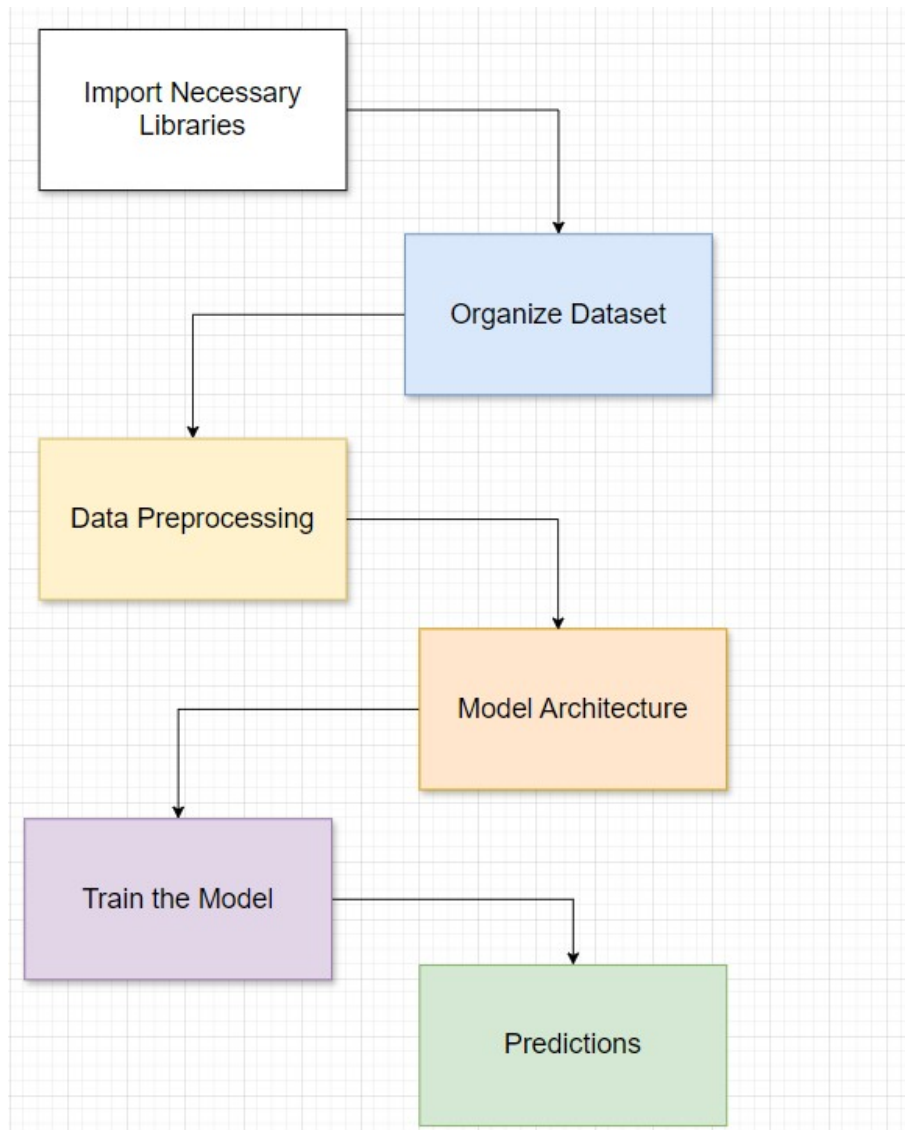 Import Necessary
Libraries
Organize Dataset
Data Preprocessing
Model Architecture
Train the Model
Predictions